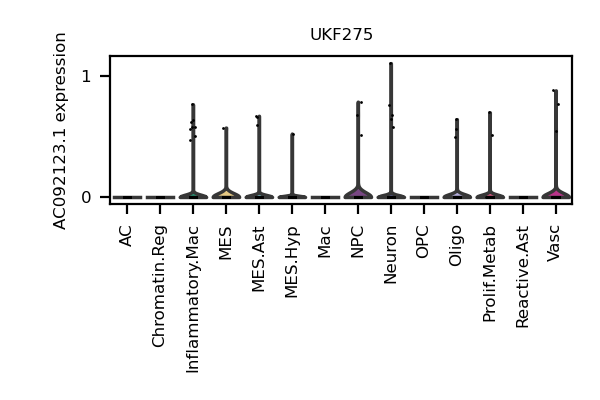 UKF275
AC092123.1 expression
1
0
AC
Chromatin.Reg
Inflammatory.Mac
MES
MES.Ast
MES.Hyp
Mac
NPC
Neuron
OPC
Oligo
Prolif.Metab
Reactive.Ast
Vasc